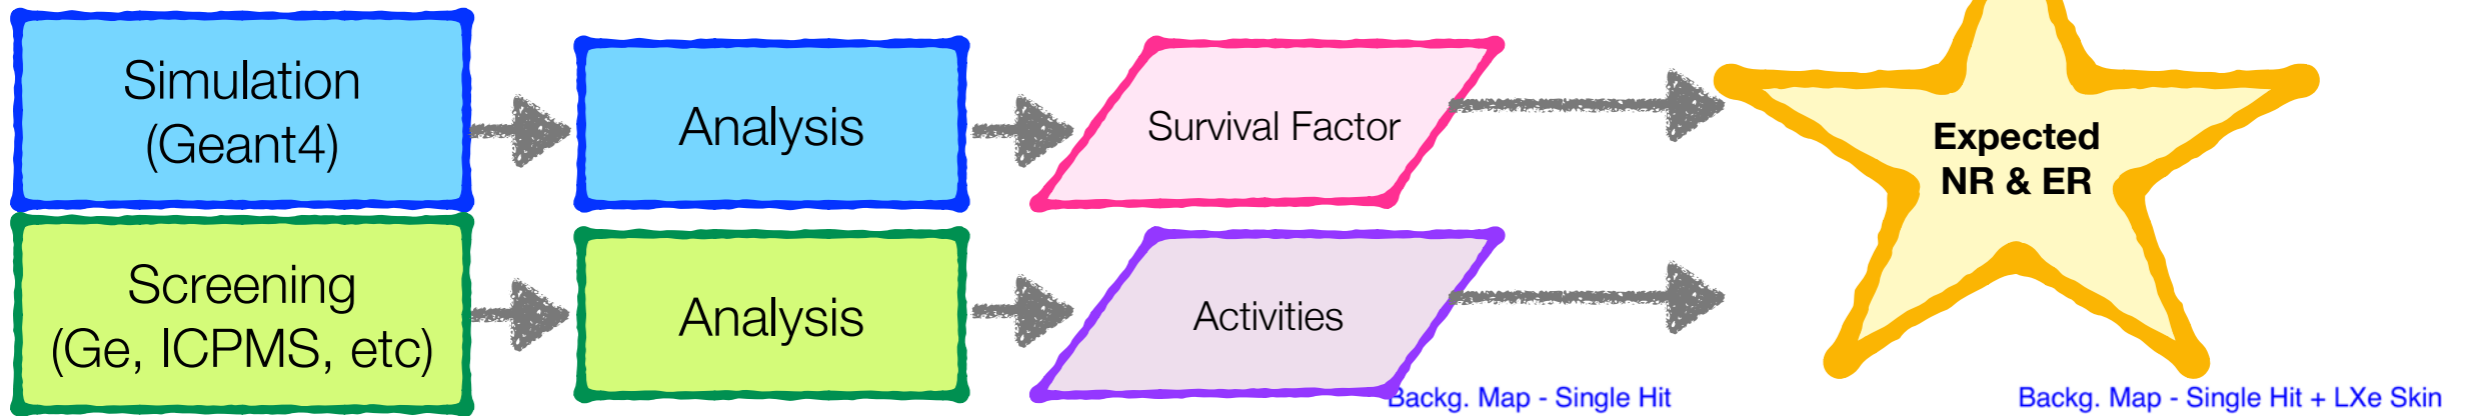 Simulation
(Geant4)
Analysis
Survival Factor
Expected
NR & ER
Screening
(Ge, ICPMS, etc)
Analysis
Activities
Backg. Map - Single Hit
Backg. Map - Single Hit + LXe Skin